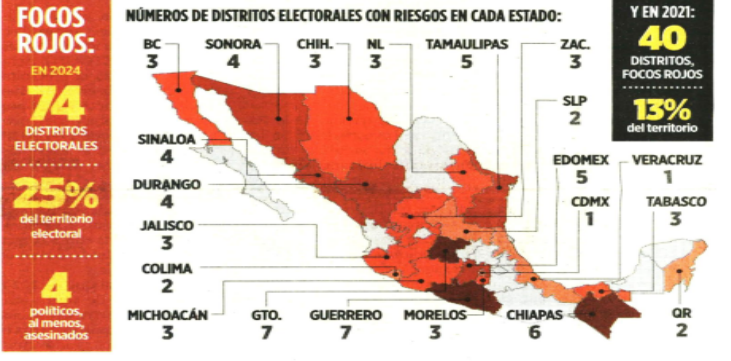 FOCOS
ROJOS:
EN 2024
74
DISTRITOS
ELECTORALES
25%
del territorio
electoral
4
políticos,
al menos,
asesinados
NÚMEROS DE DISTRITOS ELECTORALES CON RIESGOS EN CADA ESTADO:
BC
3
SONORA
4
CHIH.
3
NL
3
TAMAULIPAS
5
ZAC.
3
SLP
2
SINALOA
4
DURANGO
4
JALISCO
3
COLIMA
2
MICHOACÁN
3
GTO.
7
GUERRERO
7
MORELOS
3
CHIAPAS
6
QR
2
EDOMEX
5
VERACRUZ
1
CDMX
1
TABASCO
3
Y EN 2021:
40
DISTRITOS,
FOCOS ROJOS
13%
del territorio